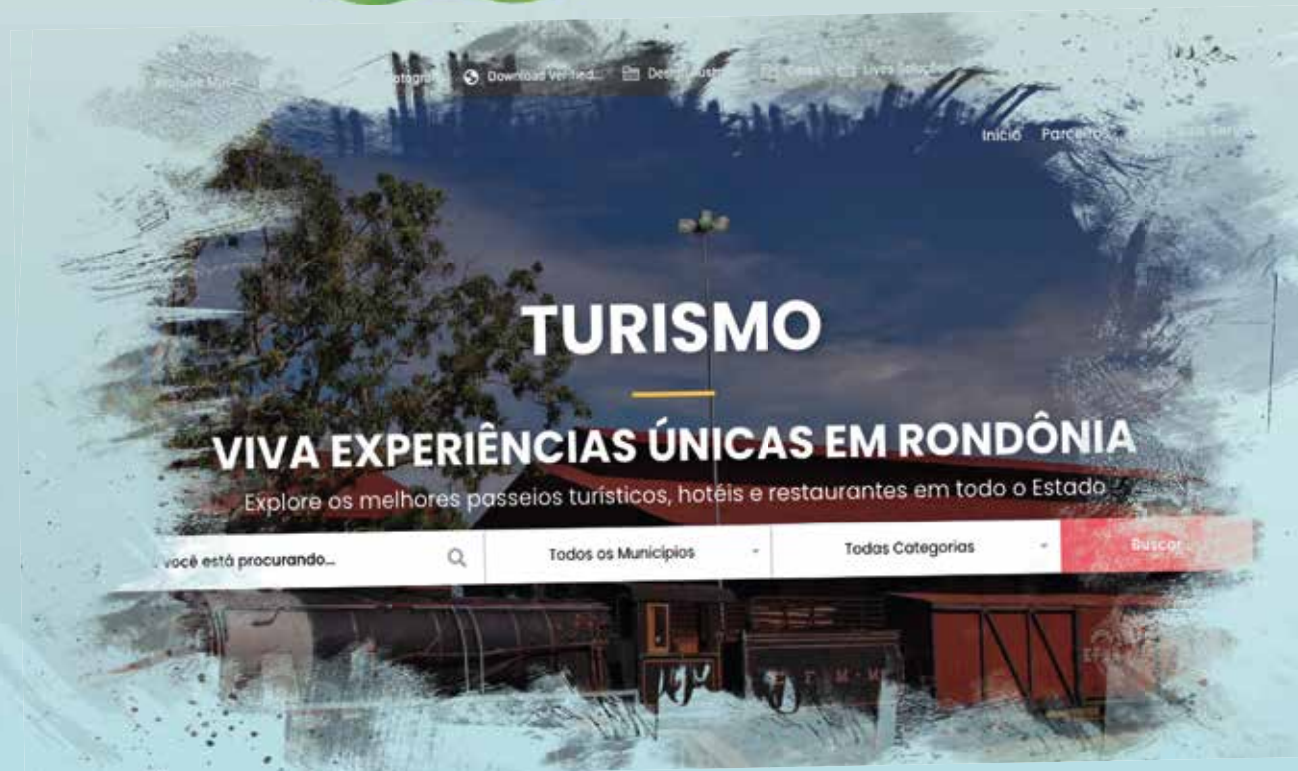 Download Verified...
Início Parceiros
TURISMO
VIVA EXPERIÊNCIAS ÚNICAS EM RONDÔNIA
Explore os melhores passeios turísticos, hotéis e restaurantes em todo o Estado
você está procurando... Todos os Municípios Todas Categorias Buscar